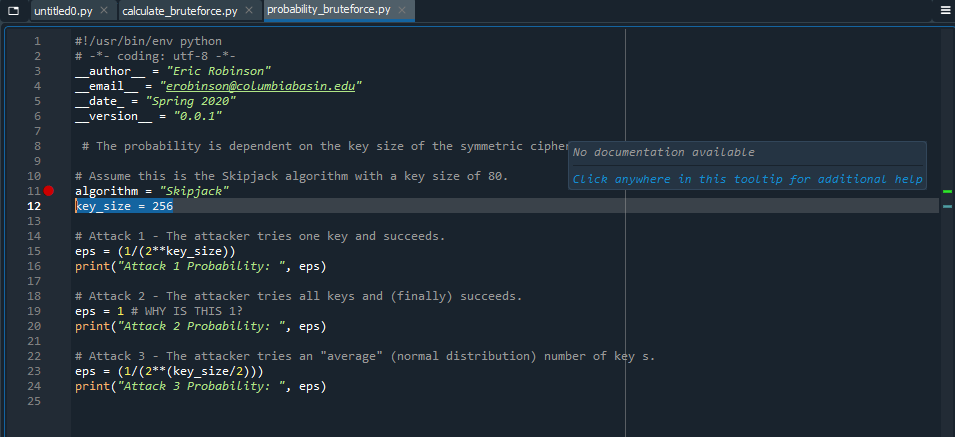 untitled0.py calculate_bruteforce.py probability_bruteforce.py
1 #!/usr/bin/env python
2 # -*- coding: utf-8 -*-
3 __author__ = "Eric Robinson"
4 __email__ = "erobinson@columbiabasin.edu"
5 __date_ = "Spring 2020"
6 __version__ = "0.0.1"
7
8 # The probability is dependent on the key size of the symmetric cipher
No documentation available
9
10 # Assume this is the Skipjack algorithm with a key size of 80.
Click anywhere in this tooltip for additional help
11 algorithm = "Skipjack"
12 key_size = 256
13
14 # Attack 1 - The attacker tries one key and succeeds.
15 eps = (1/(2**key_size))
16 print("Attack 1 Probability: ", eps)
17
18 # Attack 2 - The attacker tries all keys and (finally) succeeds.
19 eps = 1 # WHY IS THIS 1?
20 print("Attack 2 Probability: ", eps)
21
22 # Attack 3 - The attacker tries an "average" (normal distribution) number of key s.
23 eps = (1/(2**(key_size/2)))
24 print("Attack 3 Probability: ", eps)
25